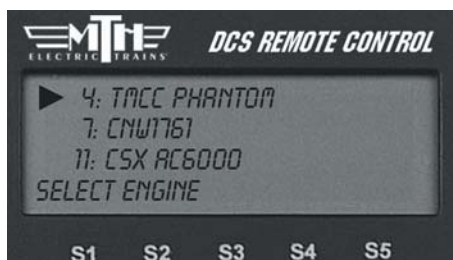 MTH
ELECTRIC TRAINS
DCS REMOTE CONTROL
4: TMCC PHANTOM
7: CNW1761
11: CSX AC6000
SELECT ENGINE
S1 S2 S3 S4 S5